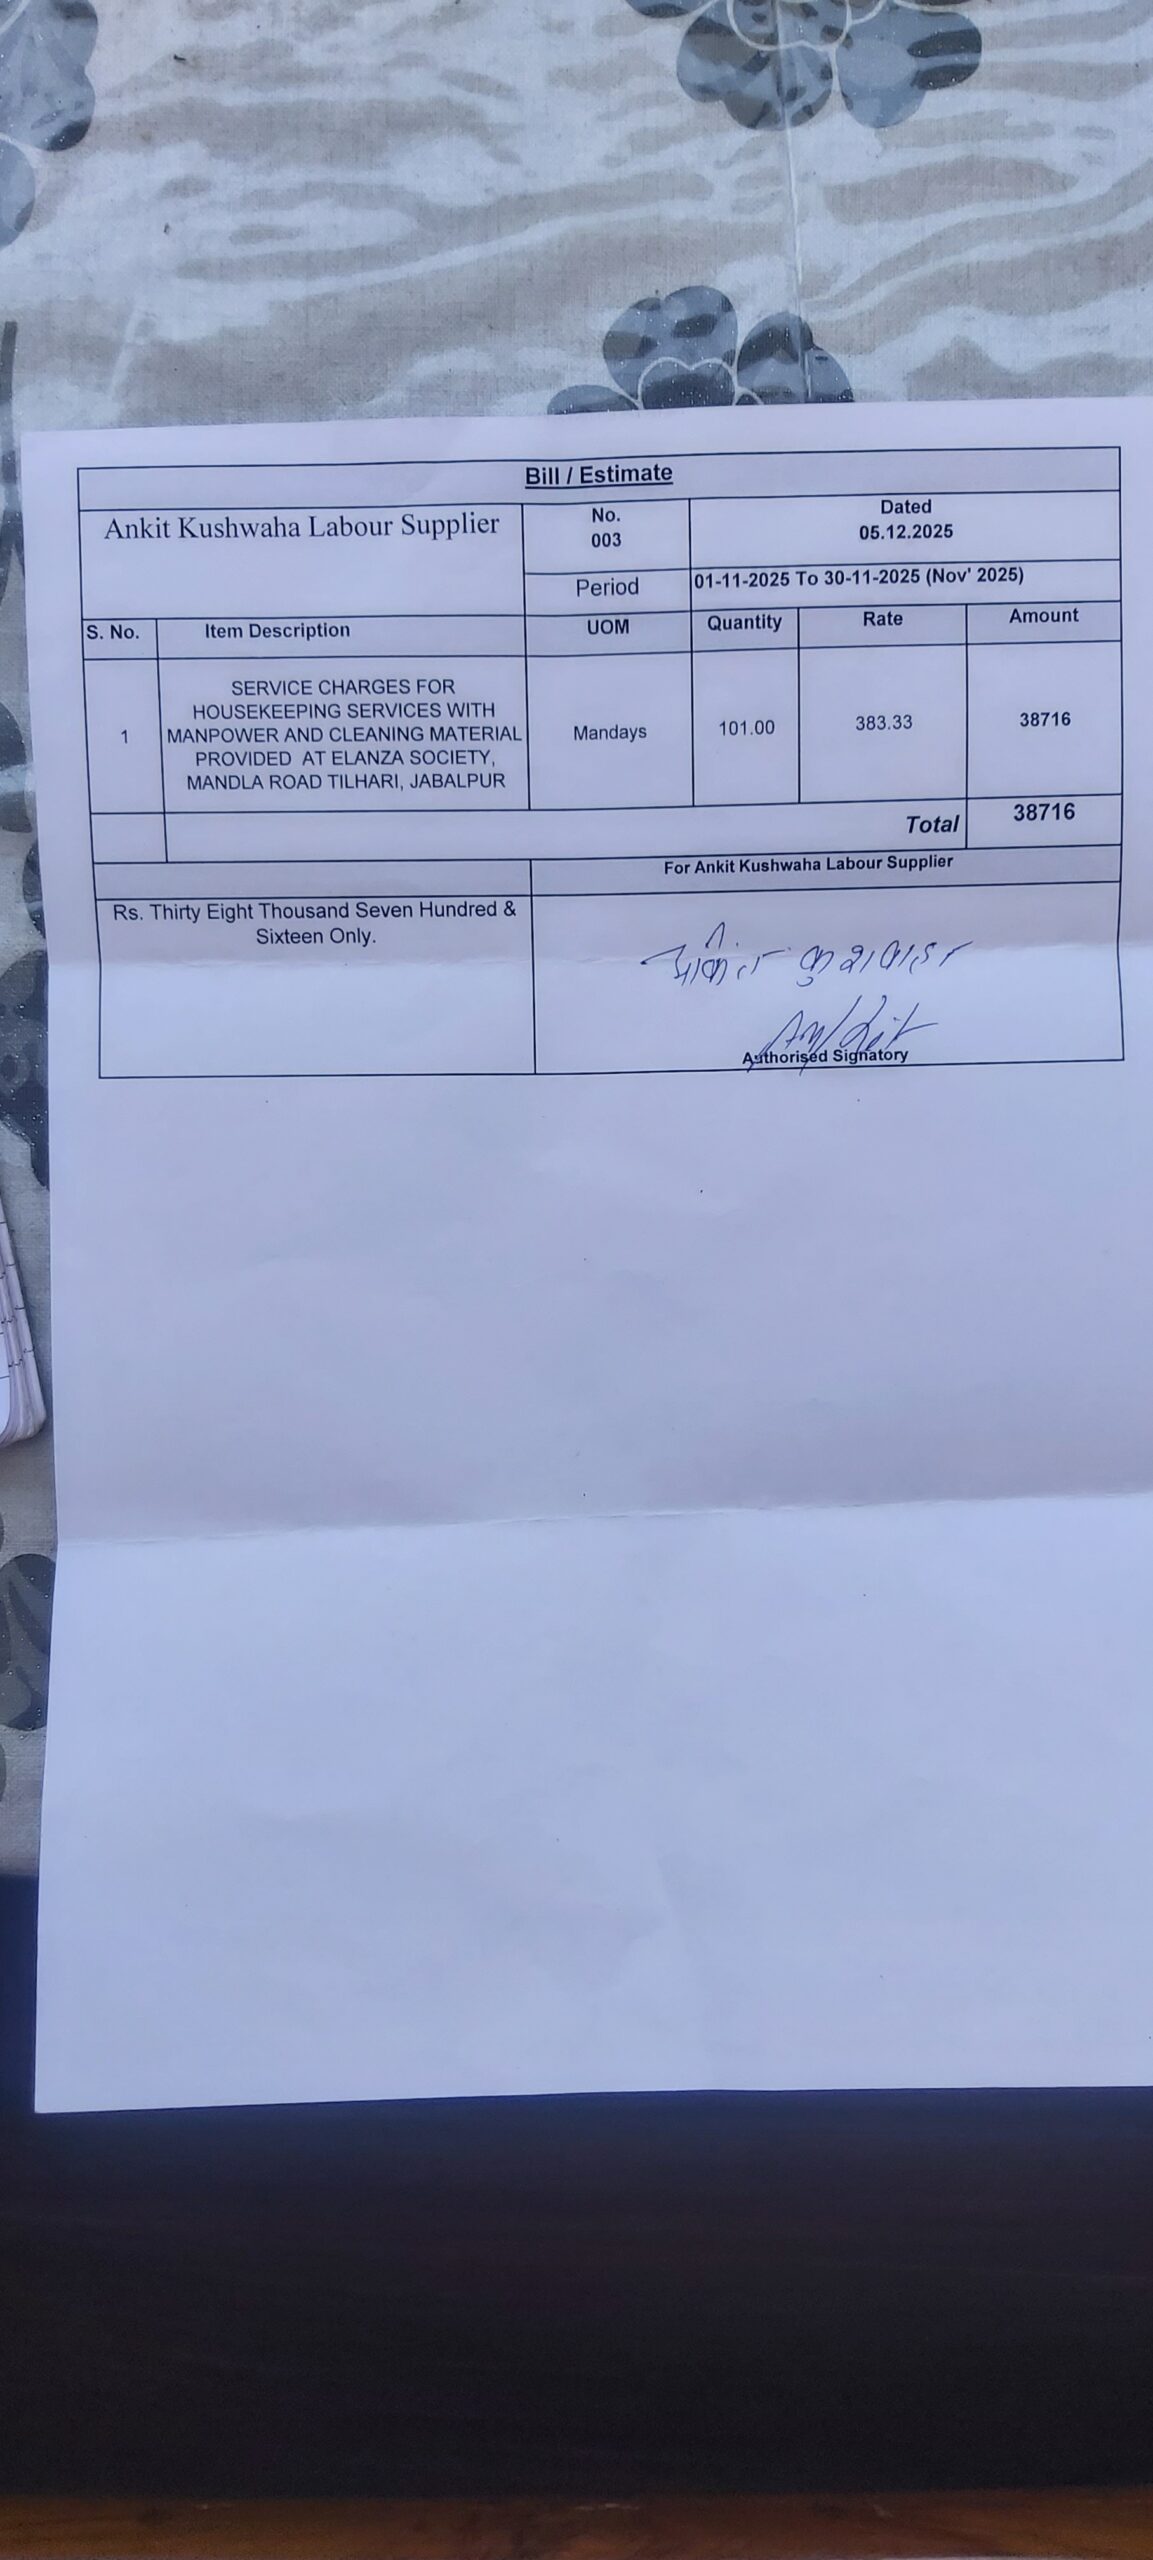 Bill / Estimate
Ankit Kushwaha Labour Supplier
No.
003
Dated
05.12.2025
Period
01-11-2025 To 30-11-2025 (Nov' 2025)
S. No. Item Description UOM Quantity Rate Amount
1
SERVICE CHARGES FOR
HOUSEKEEPING SERVICES WITH
MANPOWER AND CLEANING MATERIAL
PROVIDED AT ELANZA SOCIETY,
MANDLA ROAD TILHARI, JABALPUR
Mandays 101.00 383.33 38716
Total 38716
For Ankit Kushwaha Labour Supplier
Rs. Thirty Eight Thousand Seven Hundred &
Sixteen Only.
अंकित कुशवाहा
Ankit
Authorised Signatory